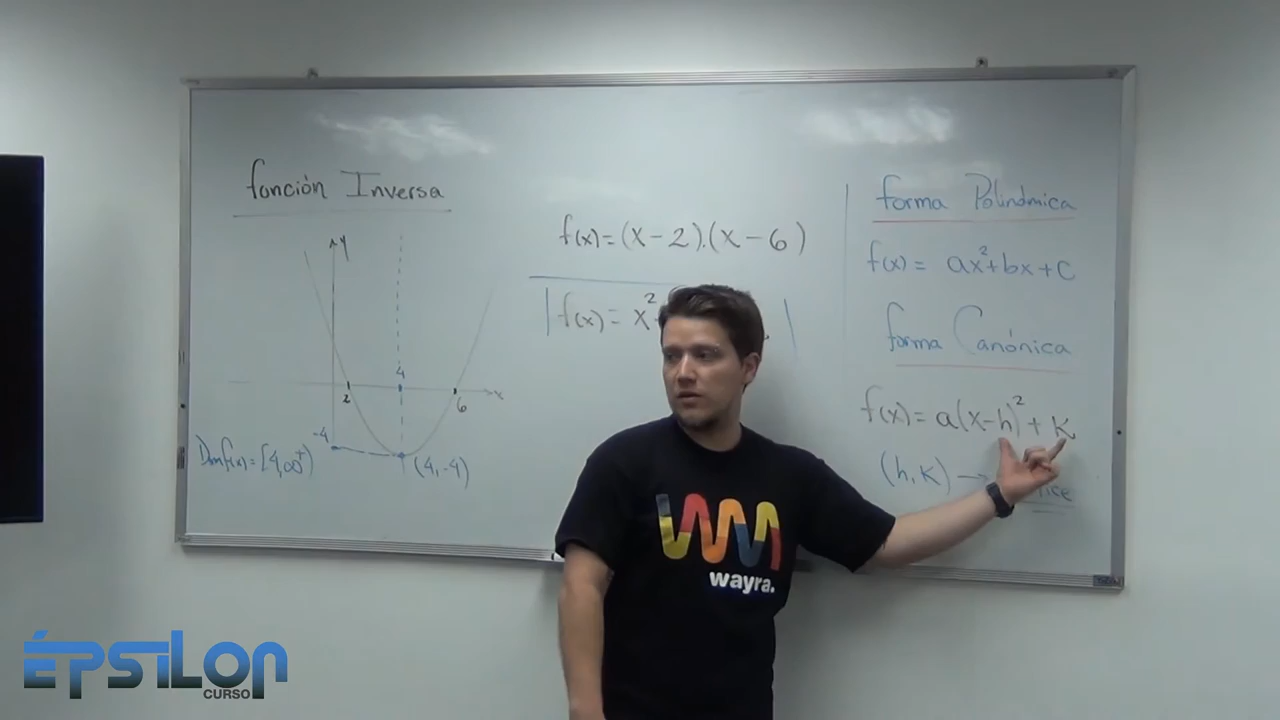 función Inversa
y
4
2
6
x
-4
Dom f(x) = [4, ∞⁺)
(4, -4)
f(x) = (x - 2).(x - 6)
f(x) = x²
forma Polinómica
f(x) = ax² + bx + c
forma Canónica
f(x) = a(x - h)² + K
(h, K) →
wayra.
ÉPSILON
CURSO